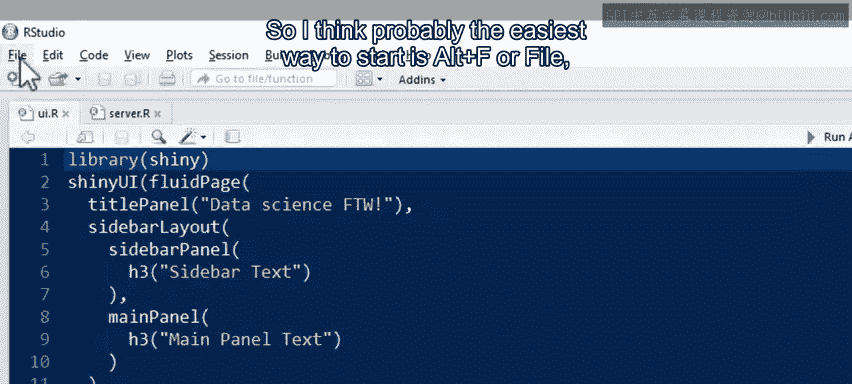 RStudio
So I think probably the easiest
way to start is Alt+F or File,
File Edit Code View Plots Session
Go to file/function
Addins
ui.R
server.R
Run
1 library(shiny)
2 shinyUI(fluidPage(
3 titlePanel("Data science FTW!"),
4 sidebarLayout(
5 sidebarPanel(
6 h3("Sidebar Text")
7 ),
8 mainPanel(
9 h3("Main Panel Text")
10 )
11 )